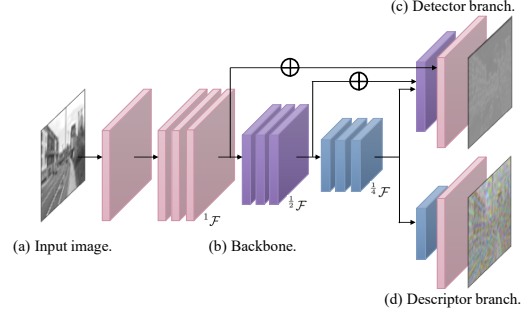 (c) Detector branch.
¹𝓕
½𝓕
¼𝓕
(a) Input image.
(b) Backbone.
(d) Descriptor branch.